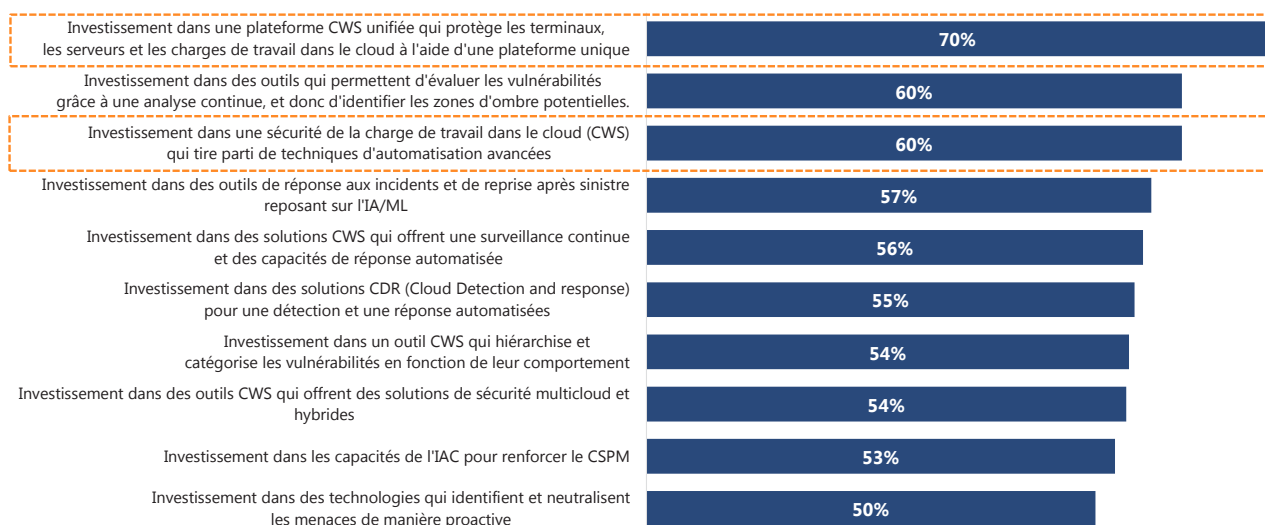 Investissement dans une plateforme CWS unifiée qui protège les terminaux,
les serveurs et les charges de travail dans le cloud à l'aide d'une plateforme unique
70%
Investissement dans des outils qui permettent d'évaluer les vulnérabilités
grâce à une analyse continue, et donc d'identifier les zones d'ombre potentielles.
60%
Investissement dans une sécurité de la charge de travail dans le cloud (CWS)
qui tire parti de techniques d'automatisation avancées
60%
Investissement dans des outils de réponse aux incidents et de reprise après sinistre
reposant sur l'IA/ML
57%
Investissement dans des solutions CWS qui offrent une surveillance continue
et des capacités de réponse automatisée
56%
Investissement dans des solutions CDR (Cloud Detection and response)
pour une détection et une réponse automatisées
55%
Investissement dans un outil CWS qui hiérarchise et
catégorise les vulnérabilités en fonction de leur comportement
54%
Investissement dans des outils CWS qui offrent des solutions de sécurité multicloud et
hybrides
54%
Investissement dans les capacités de l'IAC pour renforcer le CSPM
53%
Investissement dans des technologies qui identifient et neutralisent
les menaces de manière proactive
50%